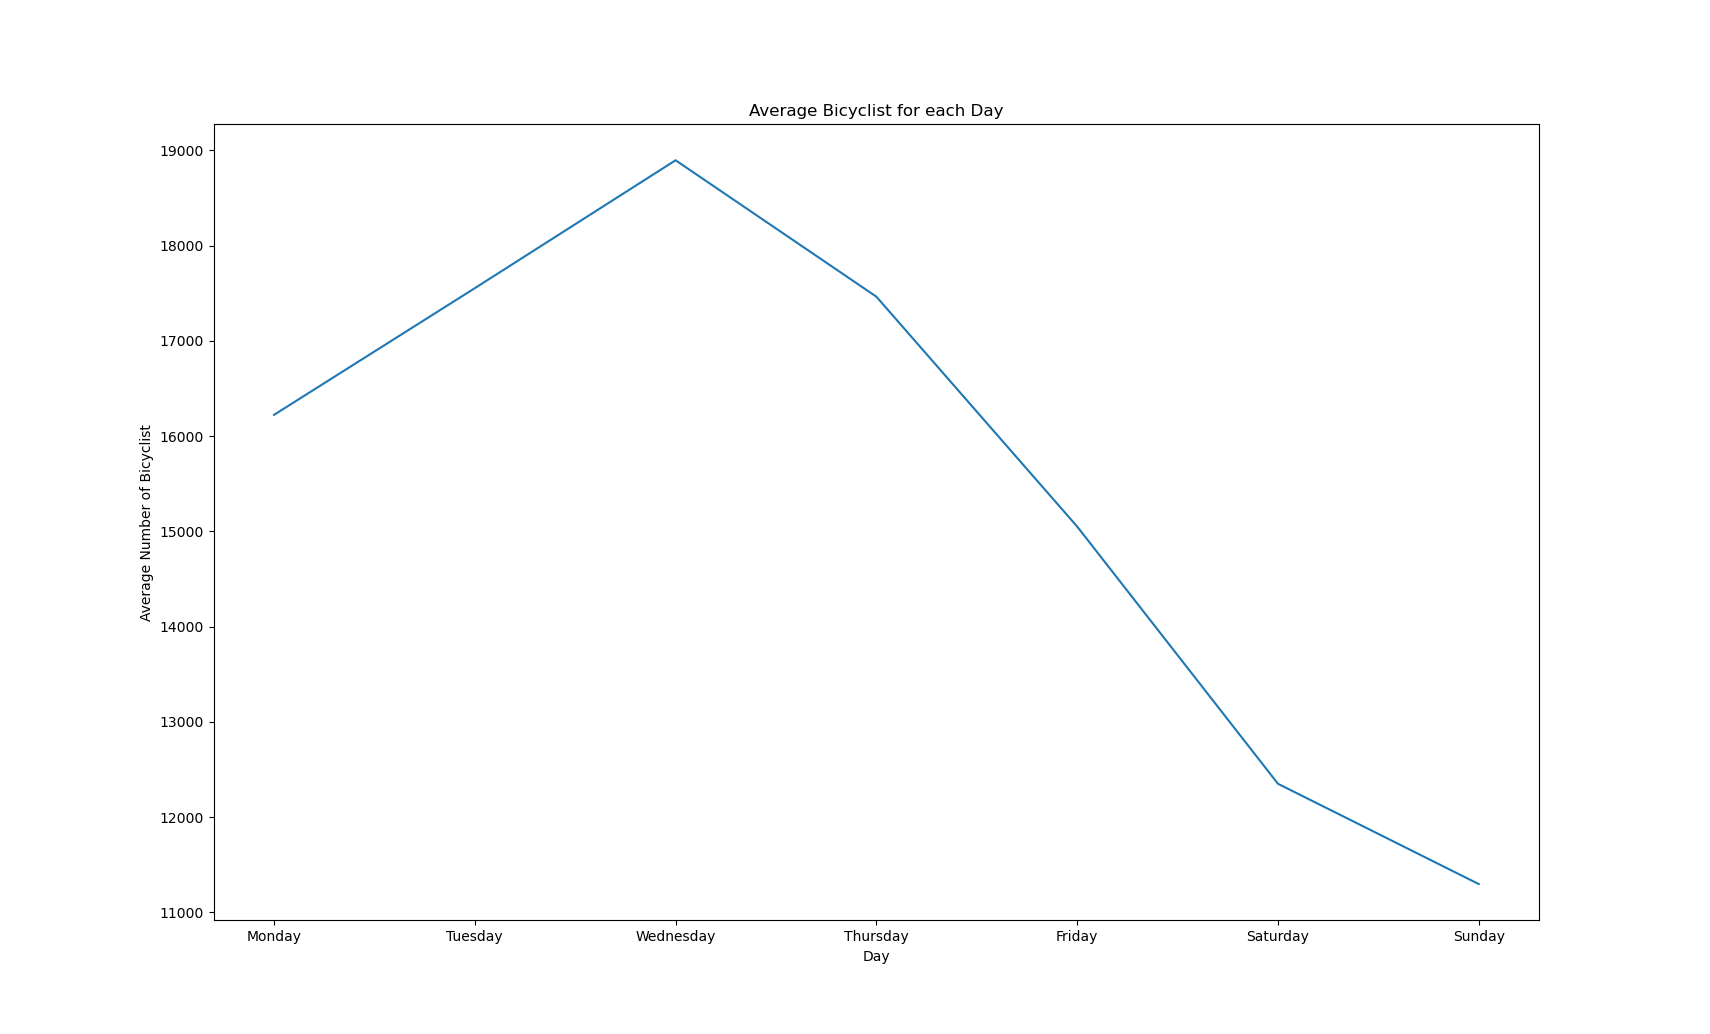 Average Bicyclist for each Day
19000
18000
17000
16000
15000
14000
13000
12000
11000
Average Number of Bicyclist
Monday Tuesday Wednesday Thursday Friday Saturday Sunday
Day